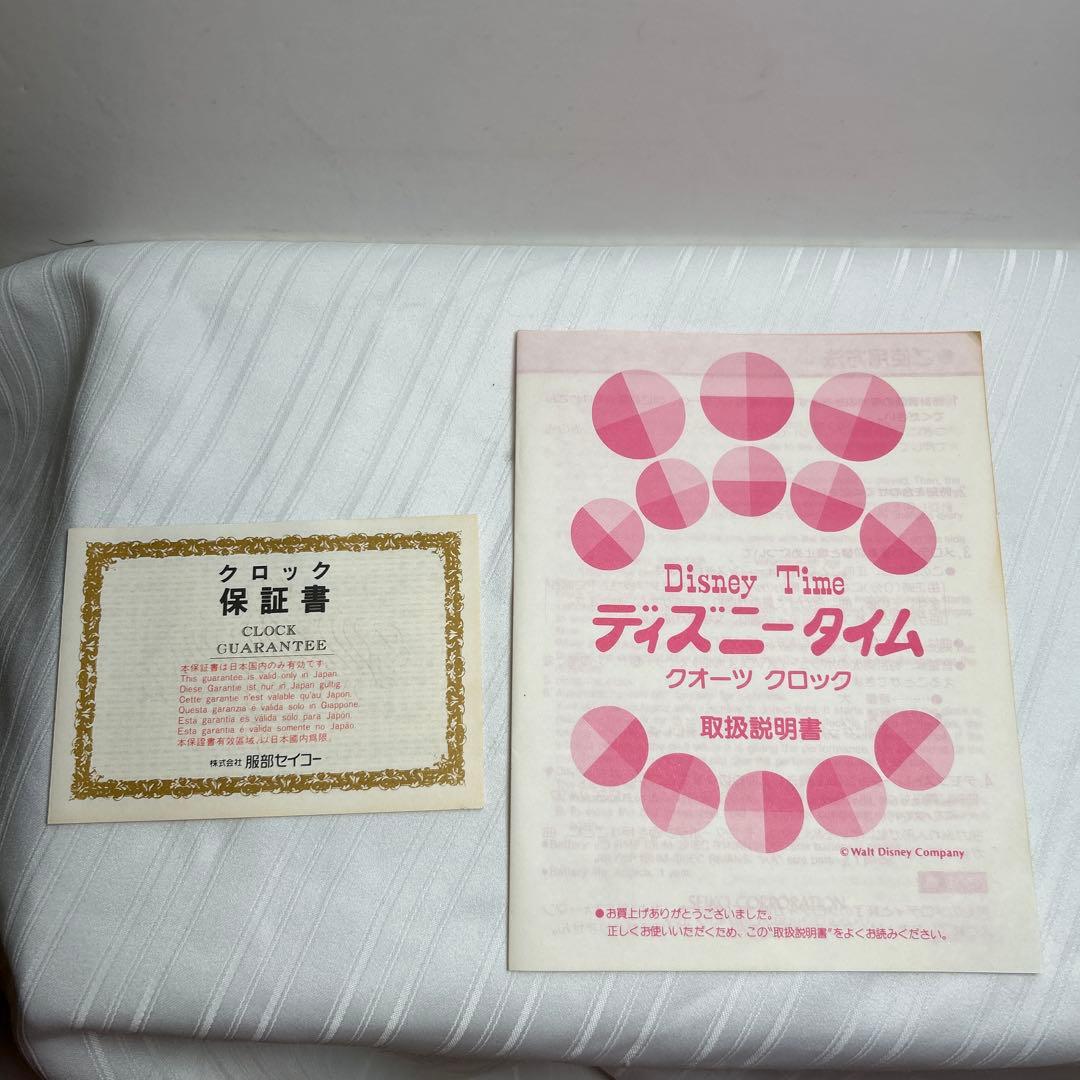 クロック
保証書
CLOCK
GUARANTEE
本保証書は日本国内のみ有効です。
This guarantee is valid only in Japan.
Diese Garantie ist nur in Japan gültig.
Cette garantie n'est valable qu'au Japon.
Questa garanzia è valida solo in Giappone.
Esta garantia es válida sólo para Japón.
Esta garantia é valida somente no Japão.
本保證書有效區域,以日本國内爲限。
株式会社 服部セイコー
Disney Time
ディズニータイム
クオーツ クロック
取扱説明書
© Walt Disney Company
●お買上げありがとうございました。
正しくお使いいただくため、この"取扱説明書"をよくお読みください。